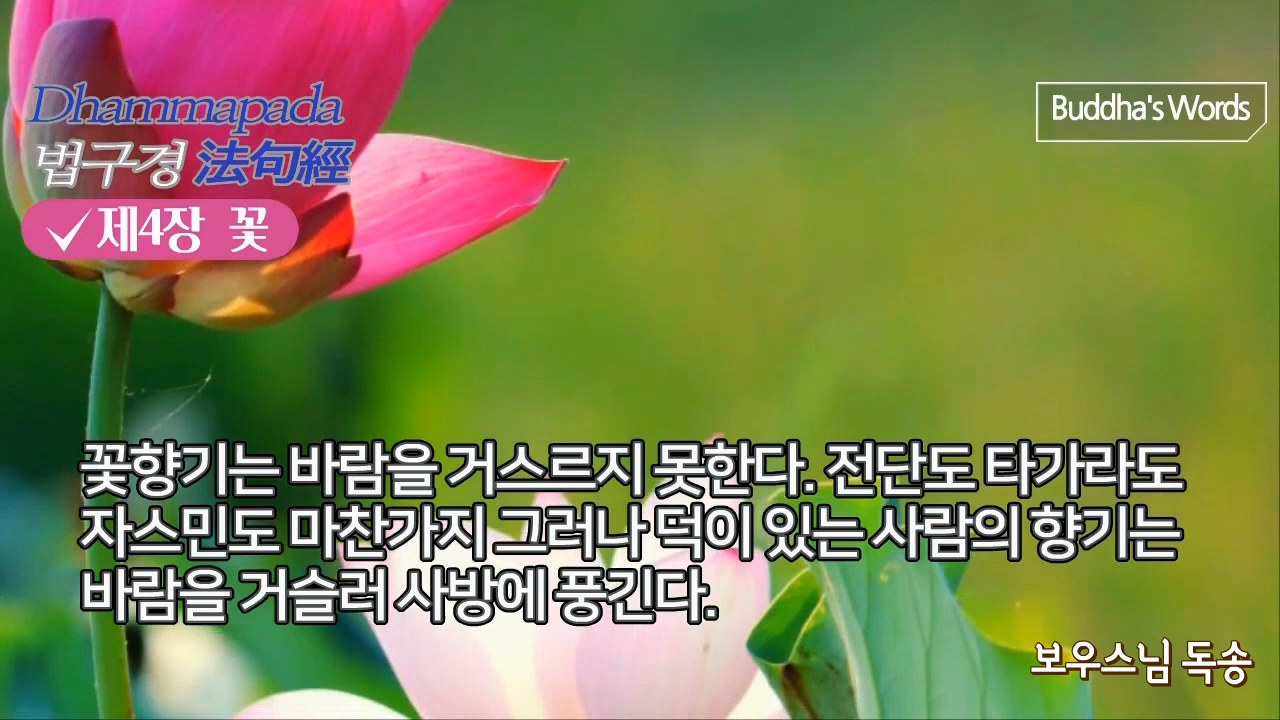 Dhammapada
법구경 法句經
제4장 꽃
Buddha's Words
꽃향기는 바람을 거스르지 못한다. 전단도 타가라도
자스민도 마찬가지 그러나 덕이 있는 사람의 향기는
바람을 거슬러 사방에 풍긴다.
보우스님 독송